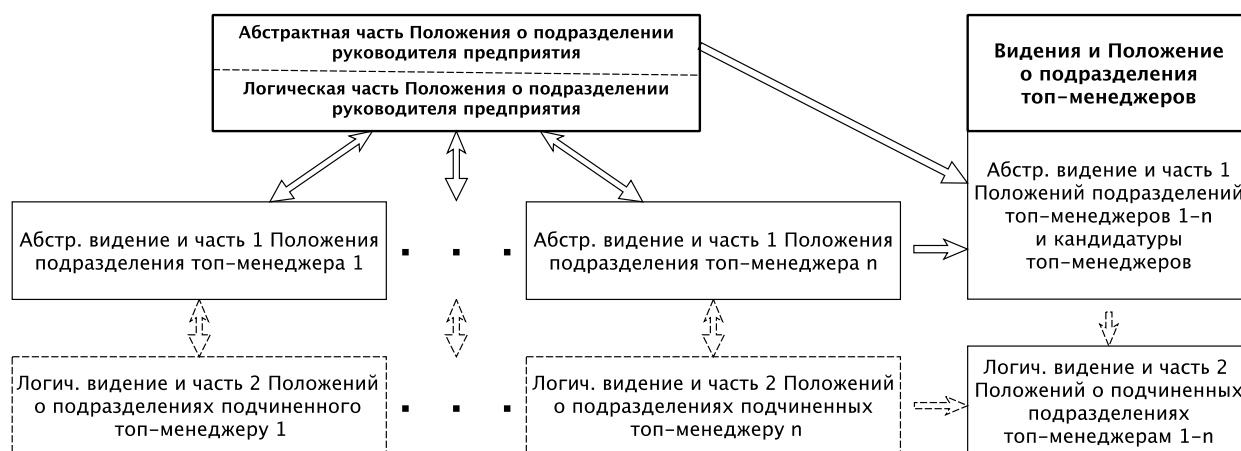 Абстрактная часть Положения о подразделении
руководителя предприятия
Логическая часть Положения о подразделении
руководителя предприятия
Видения и Положение
о подразделения
топ-менеджеров
Абстр. видение и часть 1 Положения
подразделения топ-менеджера 1
Абстр. видение и часть 1 Положения
подразделения топ-менеджера n
Абстр. видение и часть 1
Положений подразделений
топ-менеджеров 1-n
и кандидатуры
топ-менеджеров
Логич. видение и часть 2 Положений
о подразделениях подчиненного
топ-менеджеру 1
Логич. видение и часть 2 Положений
о подразделениях подчиненных
топ-менеджеру n
Логич. видение и часть 2
Положений о подчиненных
подразделениях
топ-менеджерам 1-n